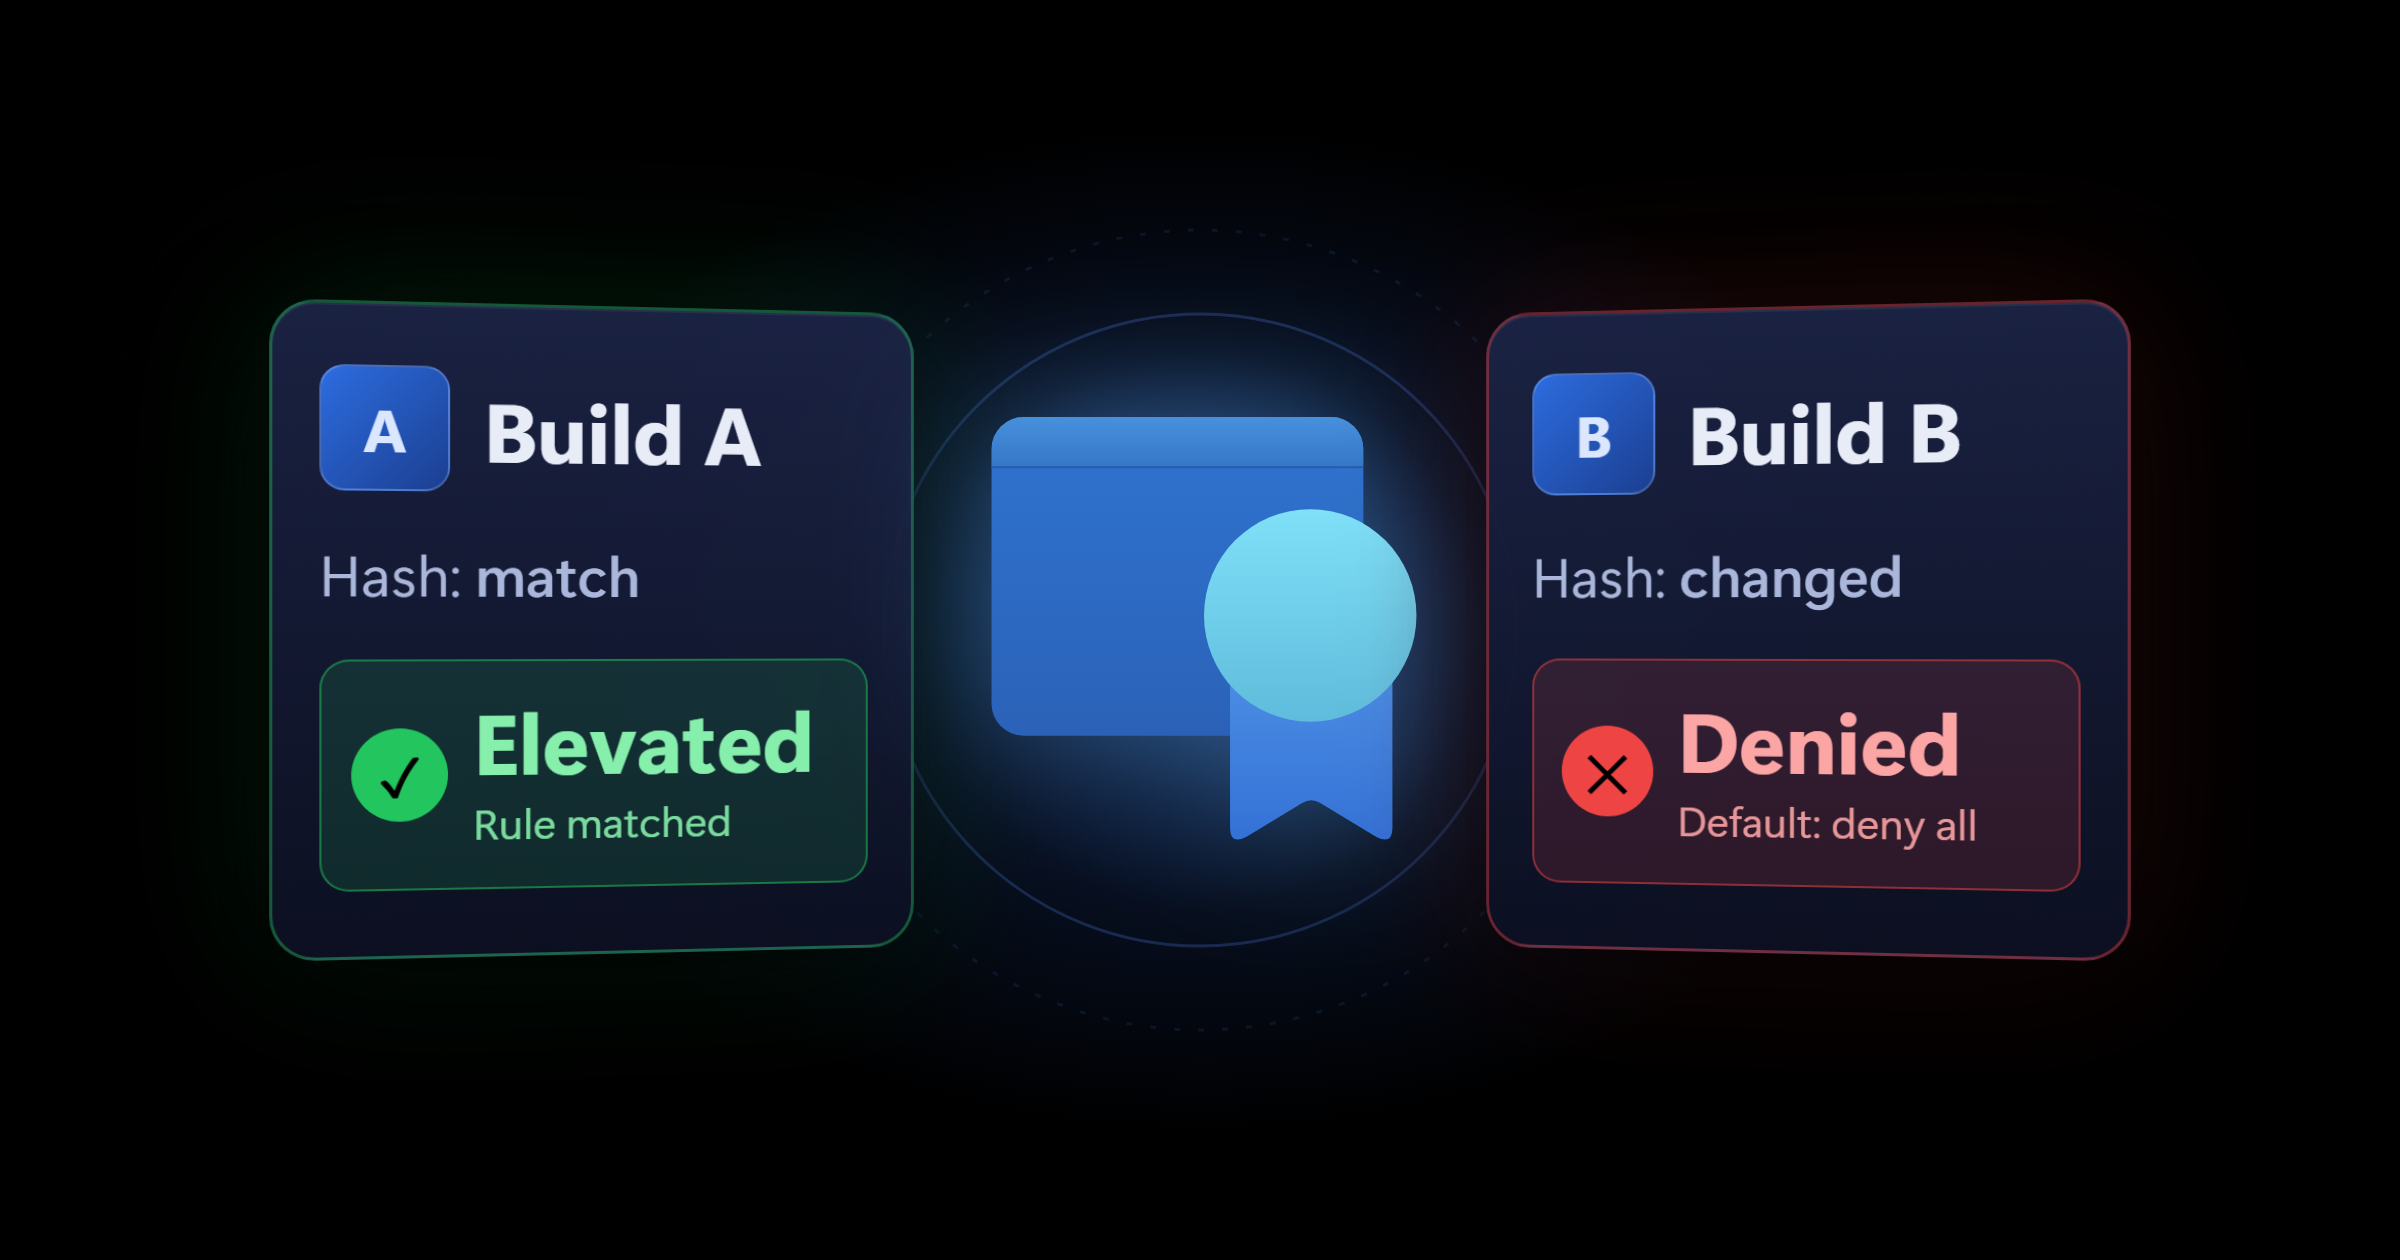 A
Build A
Hash: match
✓
Elevated
Rule matched
B
Build B
Hash: changed
✕
Denied
Default: deny all